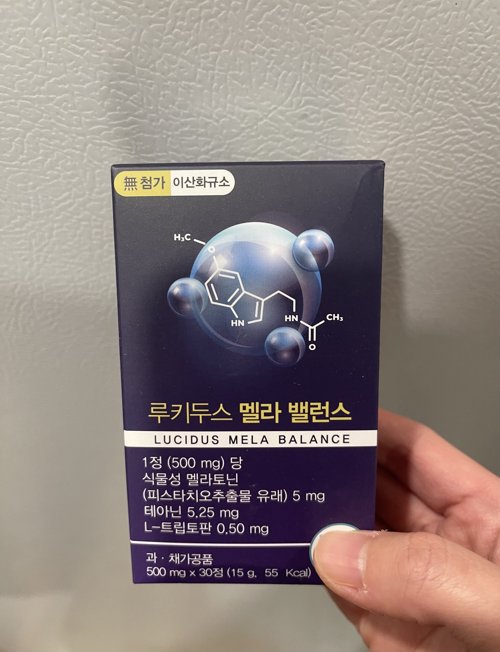 無 첨가 이산화규소
H₃C
O
HN
HN
CH₃
O
루키두스 멜라 밸런스
LUCIDUS MELA BALANCE
1정 (500 mg) 당
식물성 멜라토닌
(피스타치오추출물 유래) 5 mg
테아닌 5.25 mg
L-트립토판 0.50 mg
과·채가공품
500 mg x 30정 (15 g, 55 Kcal)